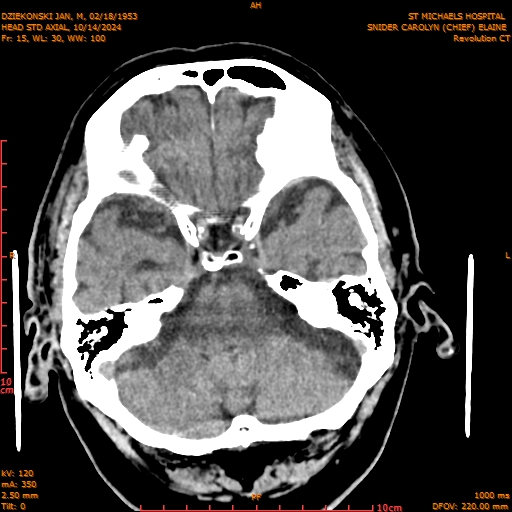 AH
DZIEKONSKI JAN, M, 02/18/1953
HEAD STD AXIAL, 10/14/2024
Fr: 15, WL: 30, WW: 100
ST MICHAELS HOSPITAL
SNIDER CAROLYN (CHIEF) ELAINE
Revolution CT
R
L
10
cm
kV: 120
mA: 350
2.50 mm
Tilt: 0
PF
10cm
1000 ms
DFOV: 220.00 mm